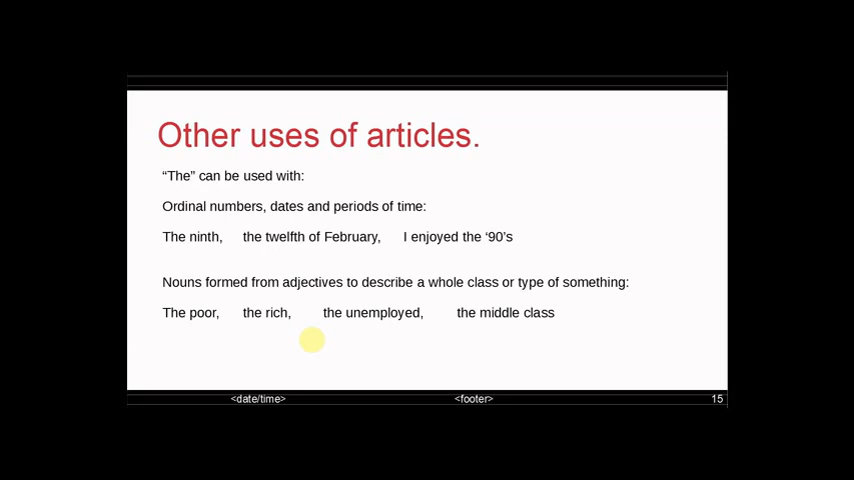 Other uses of articles.
“The” can be used with:
Ordinal numbers, dates and periods of time:
The ninth, the twelfth of February, I enjoyed the ‘90’s
Nouns formed from adjectives to describe a whole class or type of something:
The poor, the rich, the unemployed, the middle class
<date/time> <footer> 15